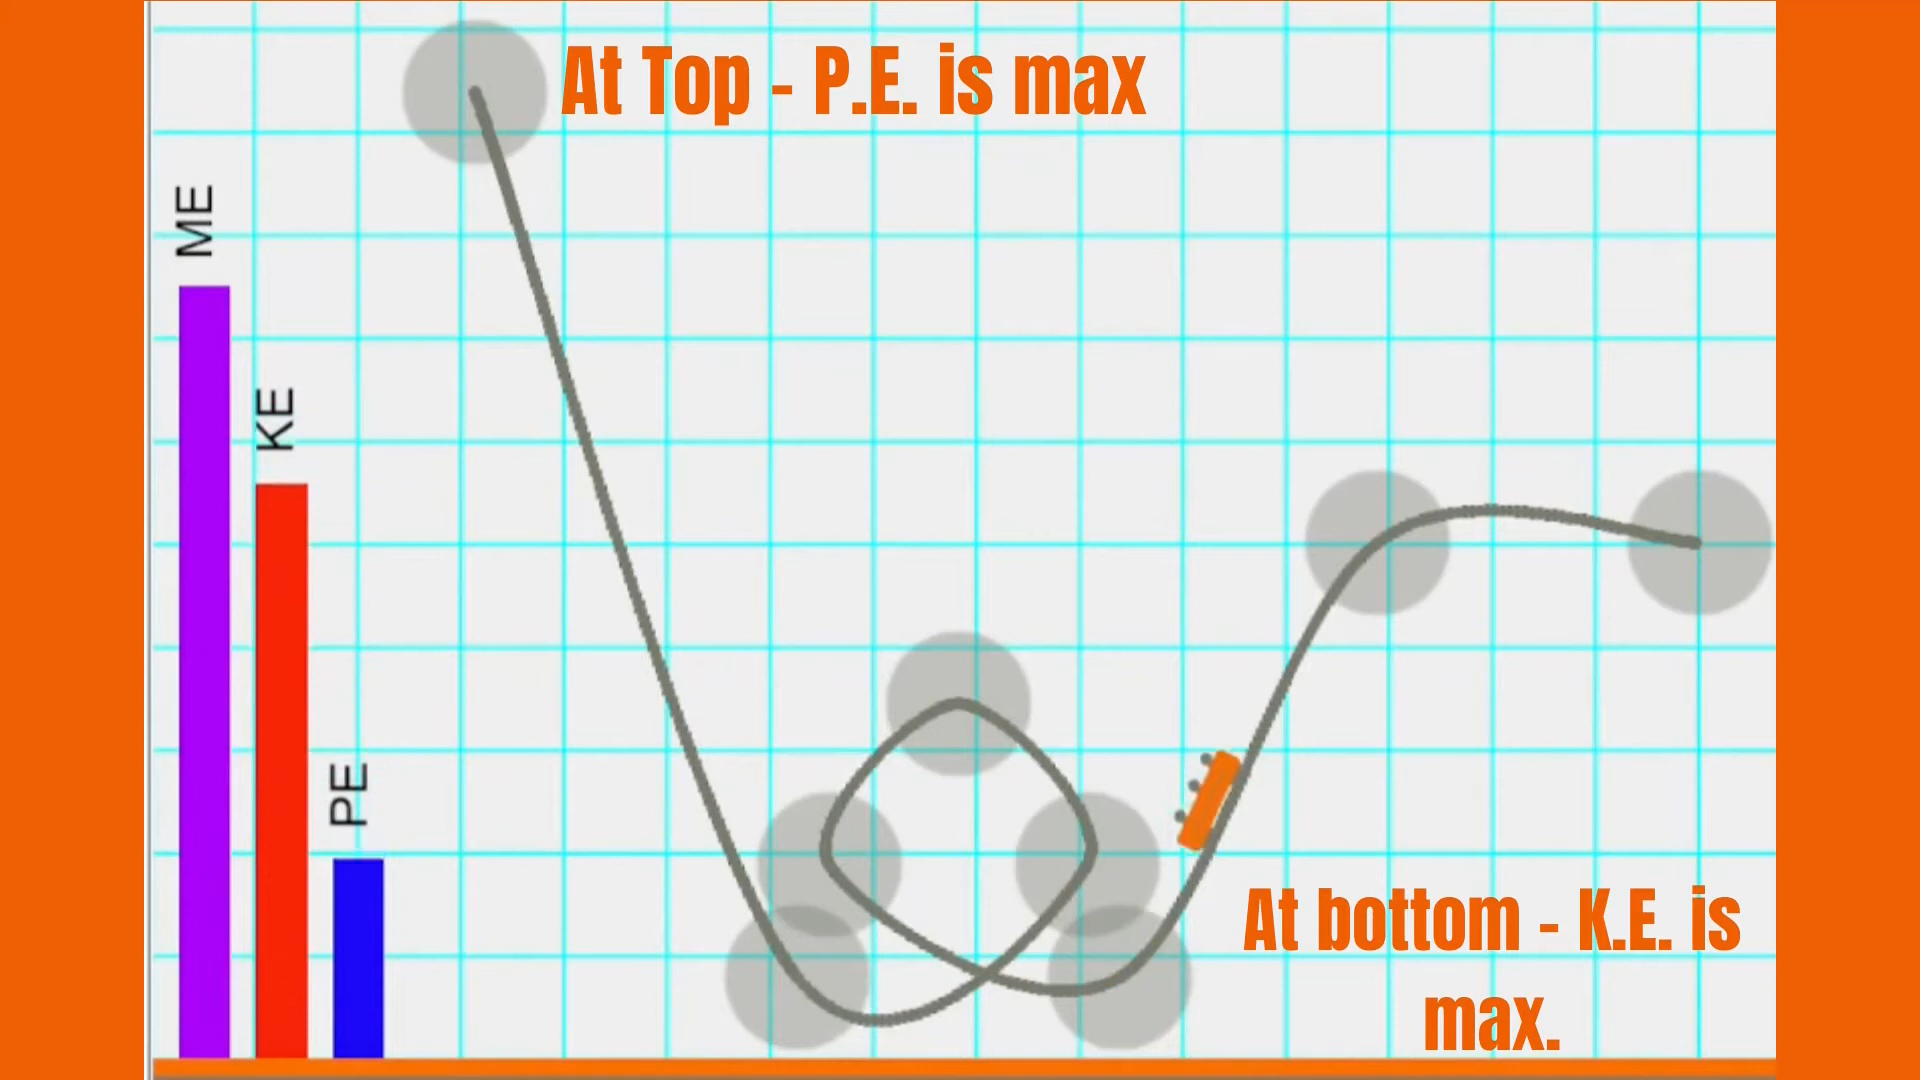 At Top - P.E. is max
ME
KE
PE
At bottom - K.E. is
max.